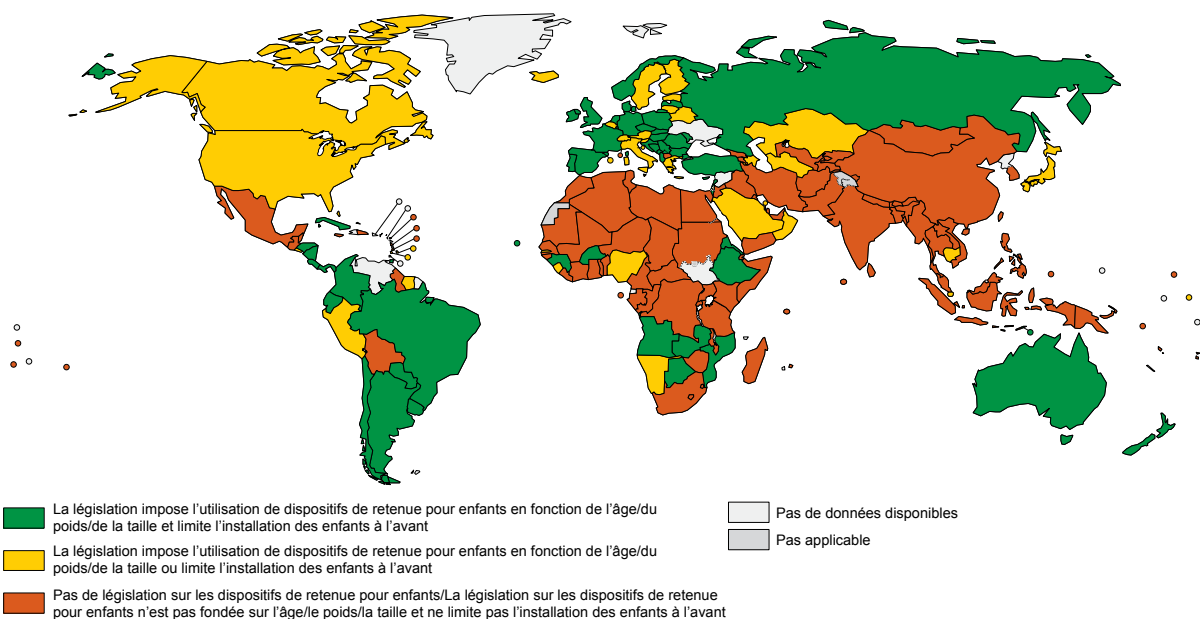 La législation impose l’utilisation de dispositifs de retenue pour enfants en fonction de l’âge/du
poids/de la taille et limite l’installation des enfants à l’avant
La législation impose l’utilisation de dispositifs de retenue pour enfants en fonction de l’âge/du
poids/de la taille ou limite l’installation des enfants à l’avant
Pas de législation sur les dispositifs de retenue pour enfants/La législation sur les dispositifs de retenue
pour enfants n’est pas fondée sur l’âge/le poids/la taille et ne limite pas l’installation des enfants à l’avant
Pas de données disponibles
Pas applicable